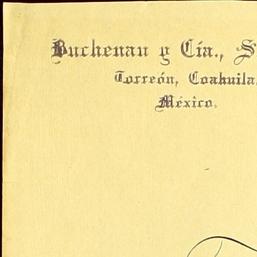 Buchenau y Cía., S
Torreón, Coahuila,
México.